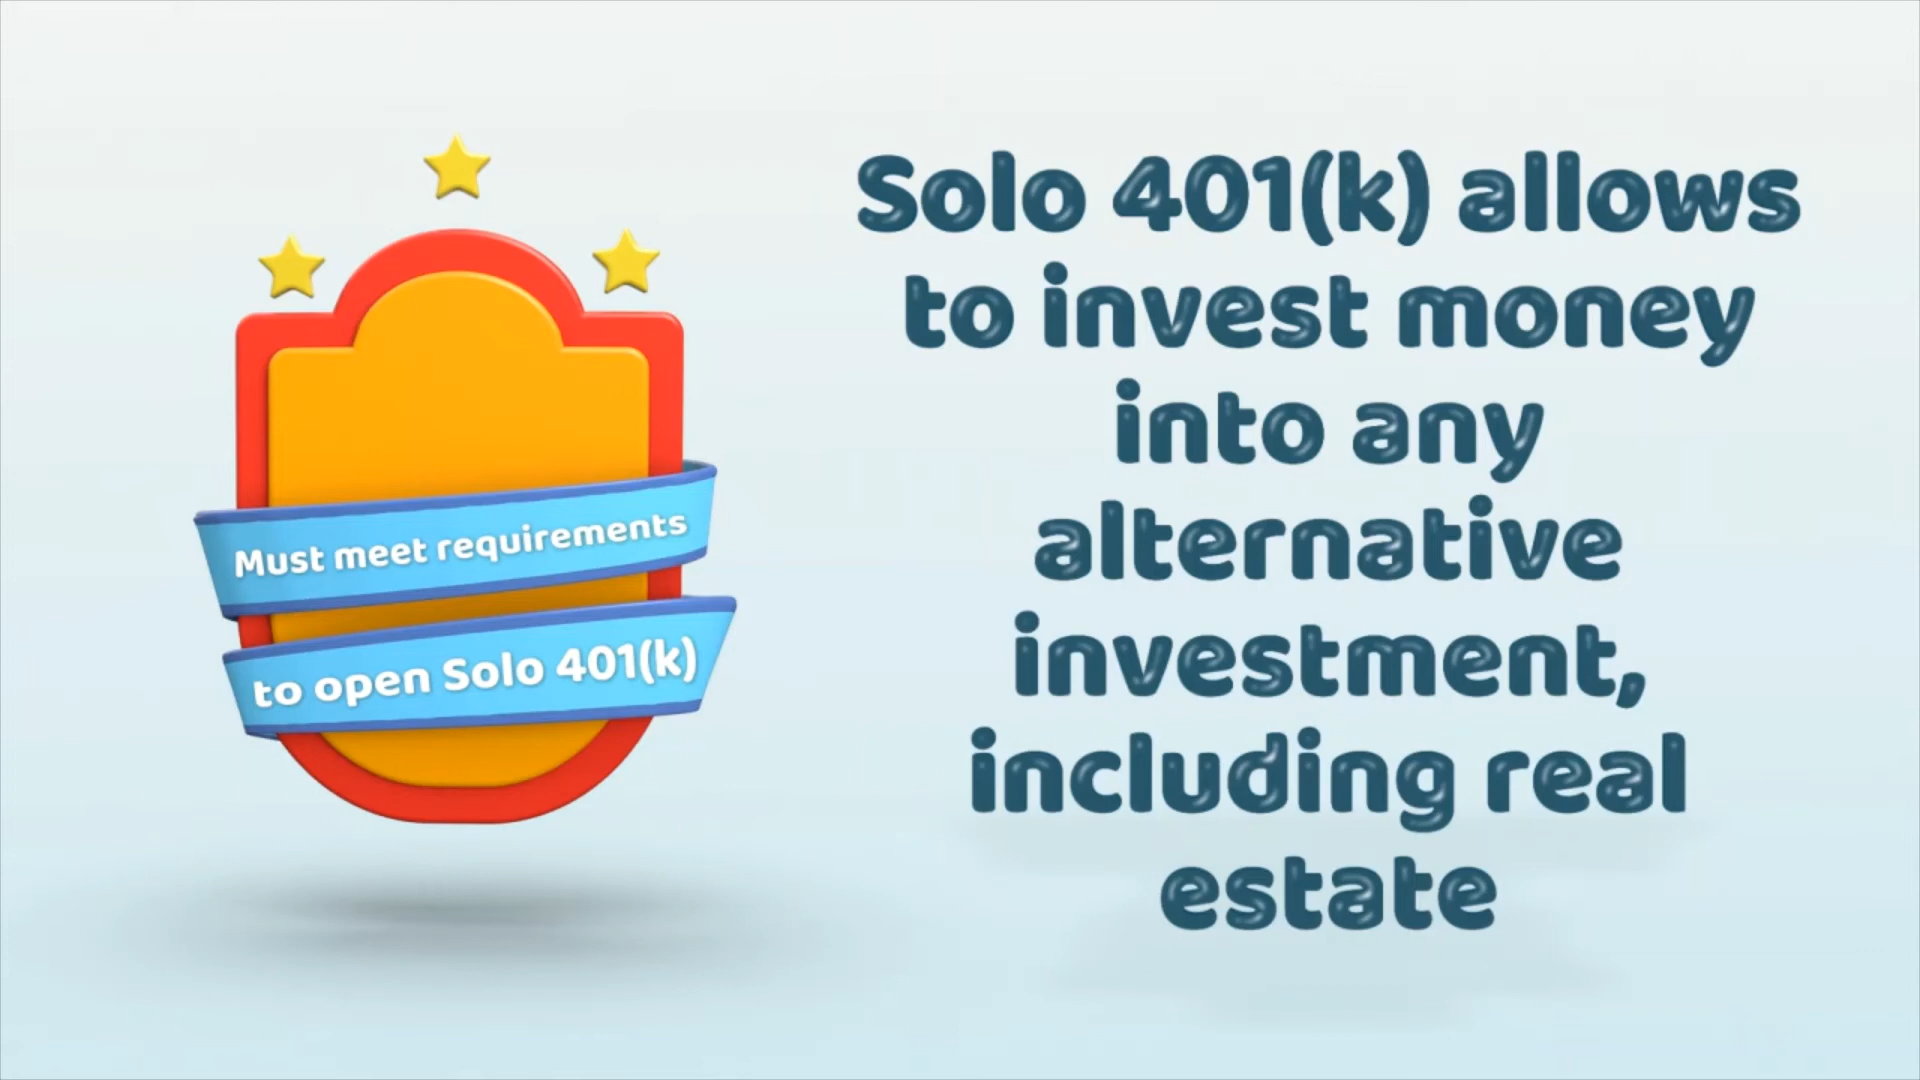 Must meet requirements
to open Solo 401(k)
Solo 401(k) allows
to invest money
into any
alternative
investment,
including real
estate